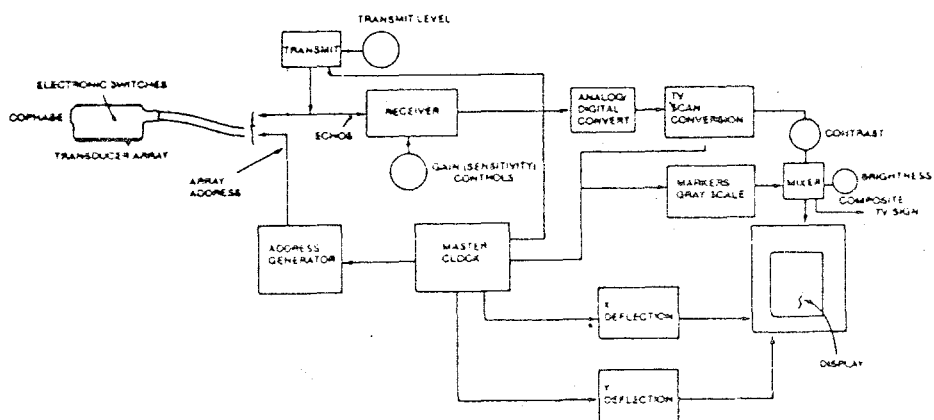 TRANSMIT LEVEL
TRANSMIT
ELECTRONIC SWITCHES
COPHASE
TRANSDUCER ARRAY
ARRAY
ADDRESS
ECHOS
RECEIVER
GAIN (SENSITIVITY)
CONTROLS
ANALOG/
DIGITAL
CONVERT
TV
SCAN
CONVERSION
CONTRAST
MARKERS
GRAY SCALE
MIXER
BRIGHTNESS
COMPOSITE
TV SIGN
ADDRESS
GENERATOR
MASTER
CLOCK
X
DEFLECTION
Y
DEFLECTION
DISPLAY